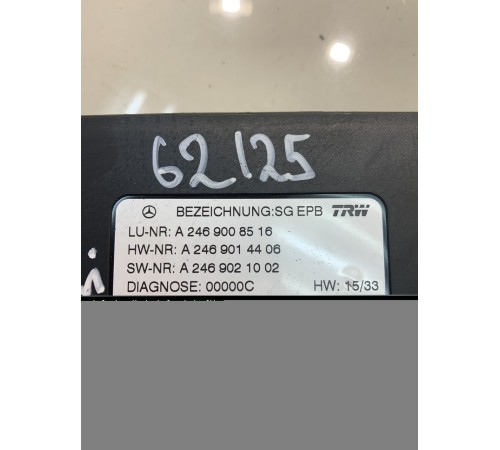 62125
BEZEICHNUNG:SG EPB TRW
LU-NR: A 246 900 85 16
HW-NR: A 246 901 44 06
SW-NR: A 246 902 10 02
DIAGNOSE: 00000C HW: 15/33